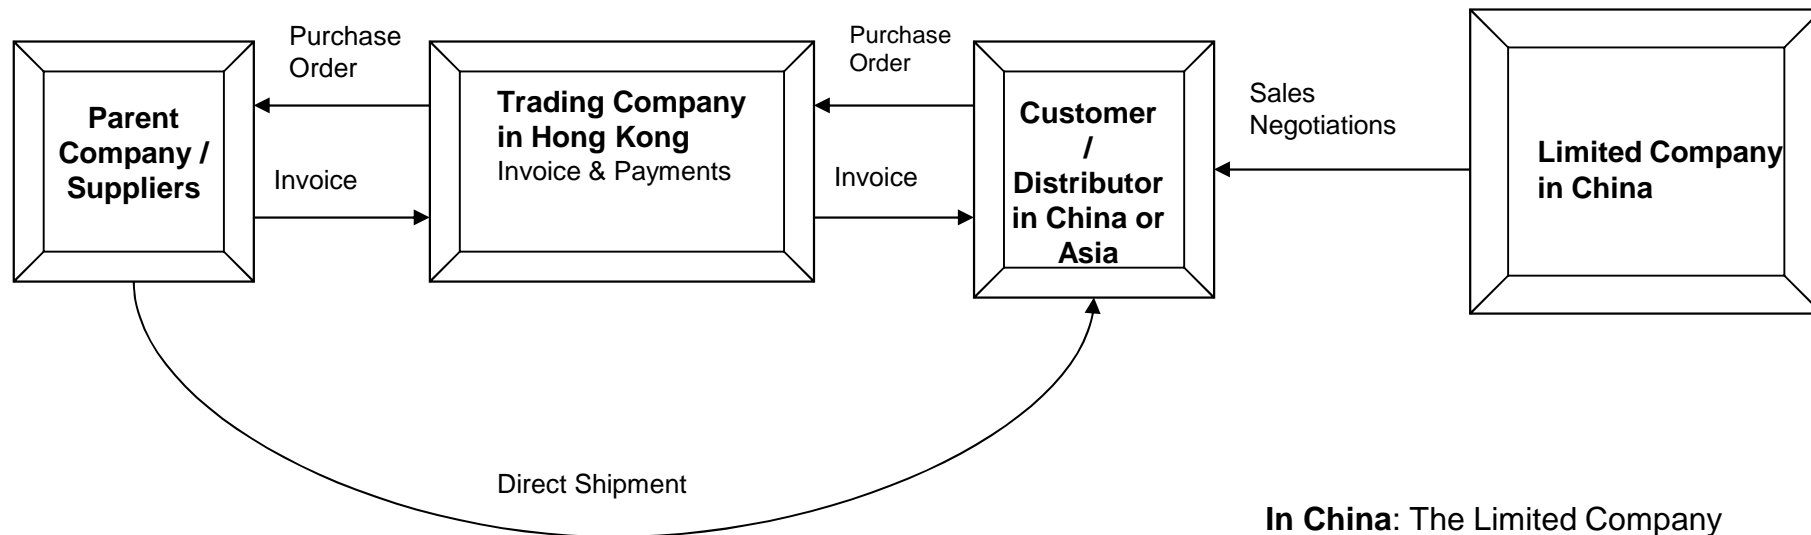 Purchase
Order
Purchase
Order
Parent
Company /
Suppliers
Trading Company
in Hong Kong
Invoice & Payments
Customer
/
Distributor
in China or
Asia
Sales
Negotiations
Limited Company
in China
Invoice
Invoice
Direct Shipment
In China: The Limited Company